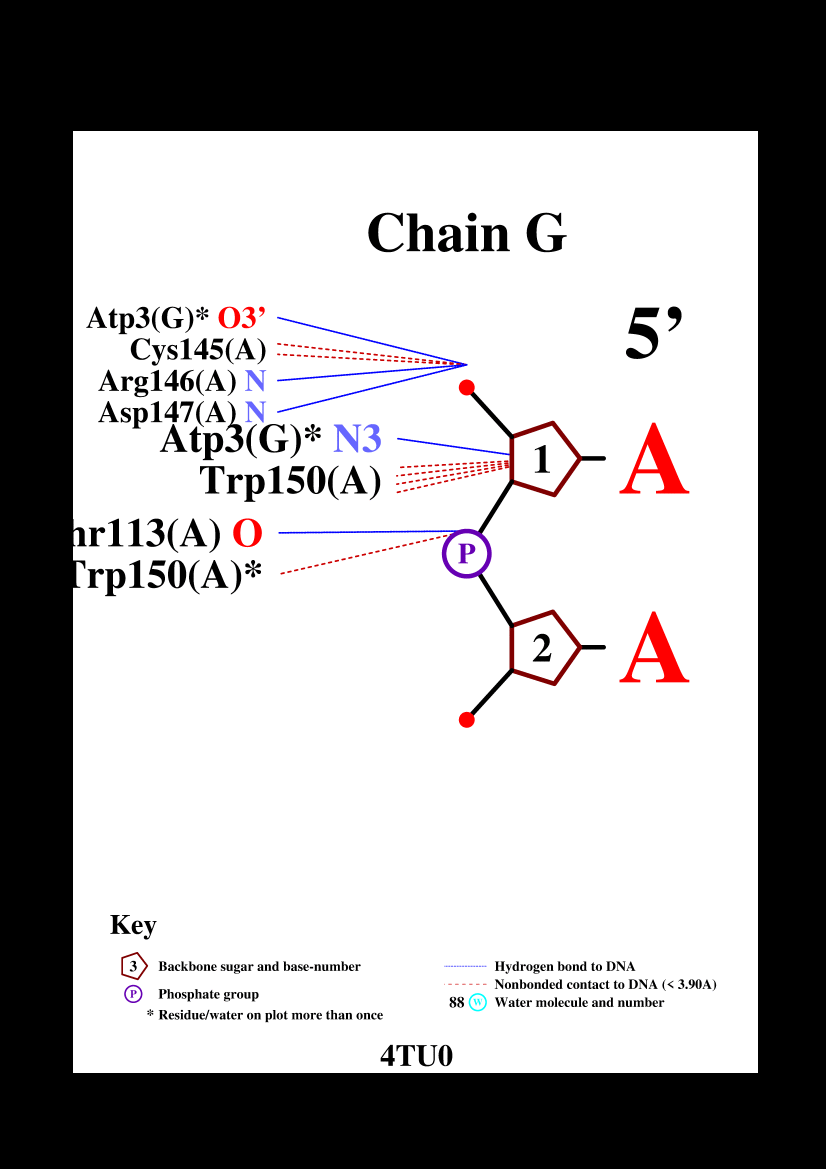 Chain G
5’
Atp3(G)* O3’
Cys145(A)
Arg146(A) N
Asp147(A) N
Atp3(G)* N3
Trp150(A)
1
A
hr113(A) O
P
Trp150(A)*
2
A
Key
3 Backbone sugar and base-number
P Phosphate group
* Residue/water on plot more than once
Hydrogen bond to DNA
Nonbonded contact to DNA (< 3.90A)
88 W Water molecule and number
4TU0